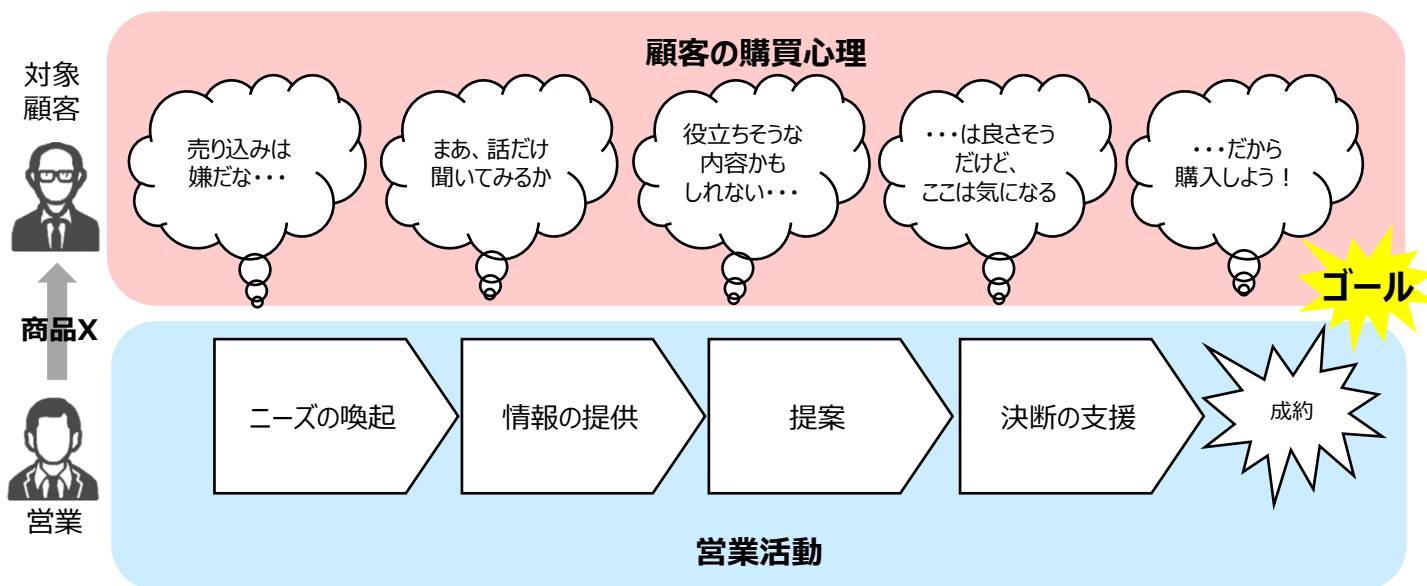 顧客の購買心理
対象
顧客
売り込みは
嫌だな・・・
まあ、話だけ
聞いてみるか
役立ちそうな
内容かも
しれない・・・
・・・は良さそう
だけど、
ここは気になる
・・・だから
購入しよう！
ゴール
商品X
ニーズの喚起
情報の提供
提案
決断の支援
成約
営業
営業活動